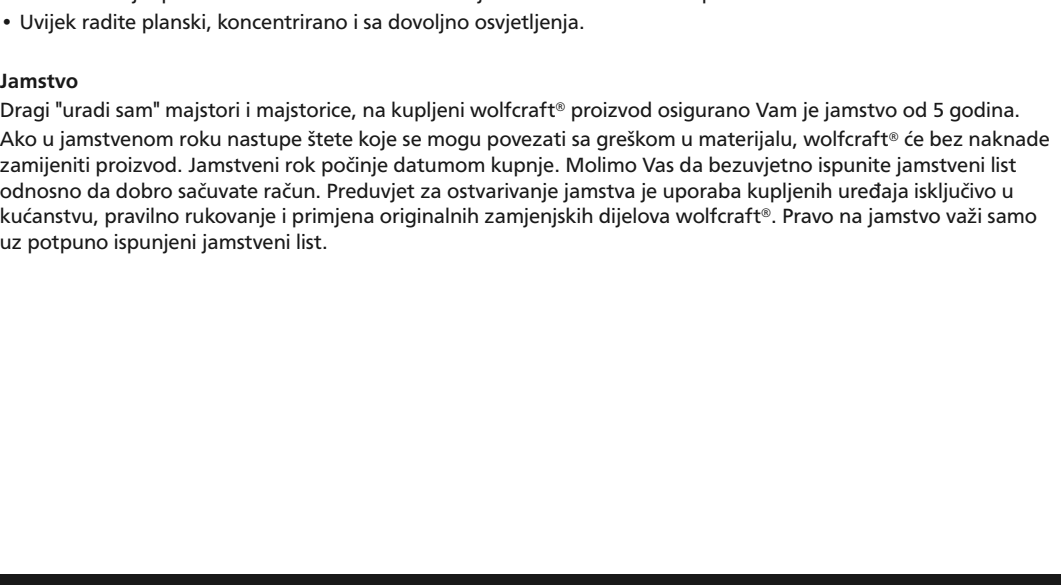 • Uvijek radite planski, koncentrirano i sa dovoljno osvjetljenja.
Jamstvo
Dragi "uradi sam" majstori i majstorice, na kupljeni wolfcraft® proizvod osigurano Vam je jamstvo od 5 godina.
Ako u jamstvenom roku nastupe štete koje se mogu povezati sa greškom u materijalu, wolfcraft® će bez naknade
zamijeniti proizvod. Jamstveni rok počinje datumom kupnje. Molimo Vas da bezuvjetno ispunite jamstveni list
odnosno da dobro sačuvate račun. Preduvjet za ostvarivanje jamstva je uporaba kupljenih uređaja isključivo u
kućanstvu, pravilno rukovanje i primjena originalnih zamjenskih dijelova wolfcraft®. Pravo na jamstvo važi samo
uz potpuno ispunjeni jamstveni list.